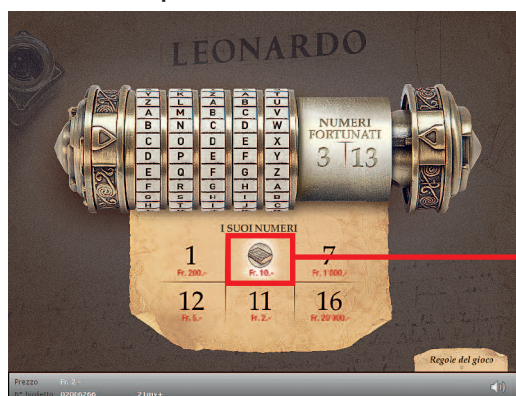 LEONARDO
Z L A B U
A M B C V
B N C D W
C O D E X
D P E F Y
E Q F G Z
F R G H A
NUMERI
FORTUNATI
3 13
I SUOI NUMERI
1 7
Fr. 200.- Fr. 10.- Fr. 1'000.-
12 11 16
Fr. 5.- Fr. 2.- Fr. 20'000.-
Regole del gioco
Prezzo Fr. 2.-